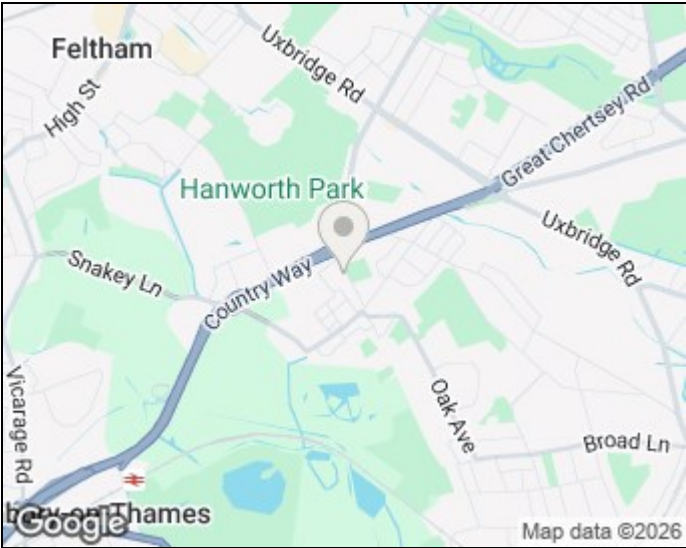 Feltham
Uxbridge Rd
High St
Great Chertsey Rd
Hanworth Park
Uxbridge Rd
Snakey Ln
Country Way
Vicarage Rd
Oak Ave
Broad Ln
Thames
Google
Map data ©2026